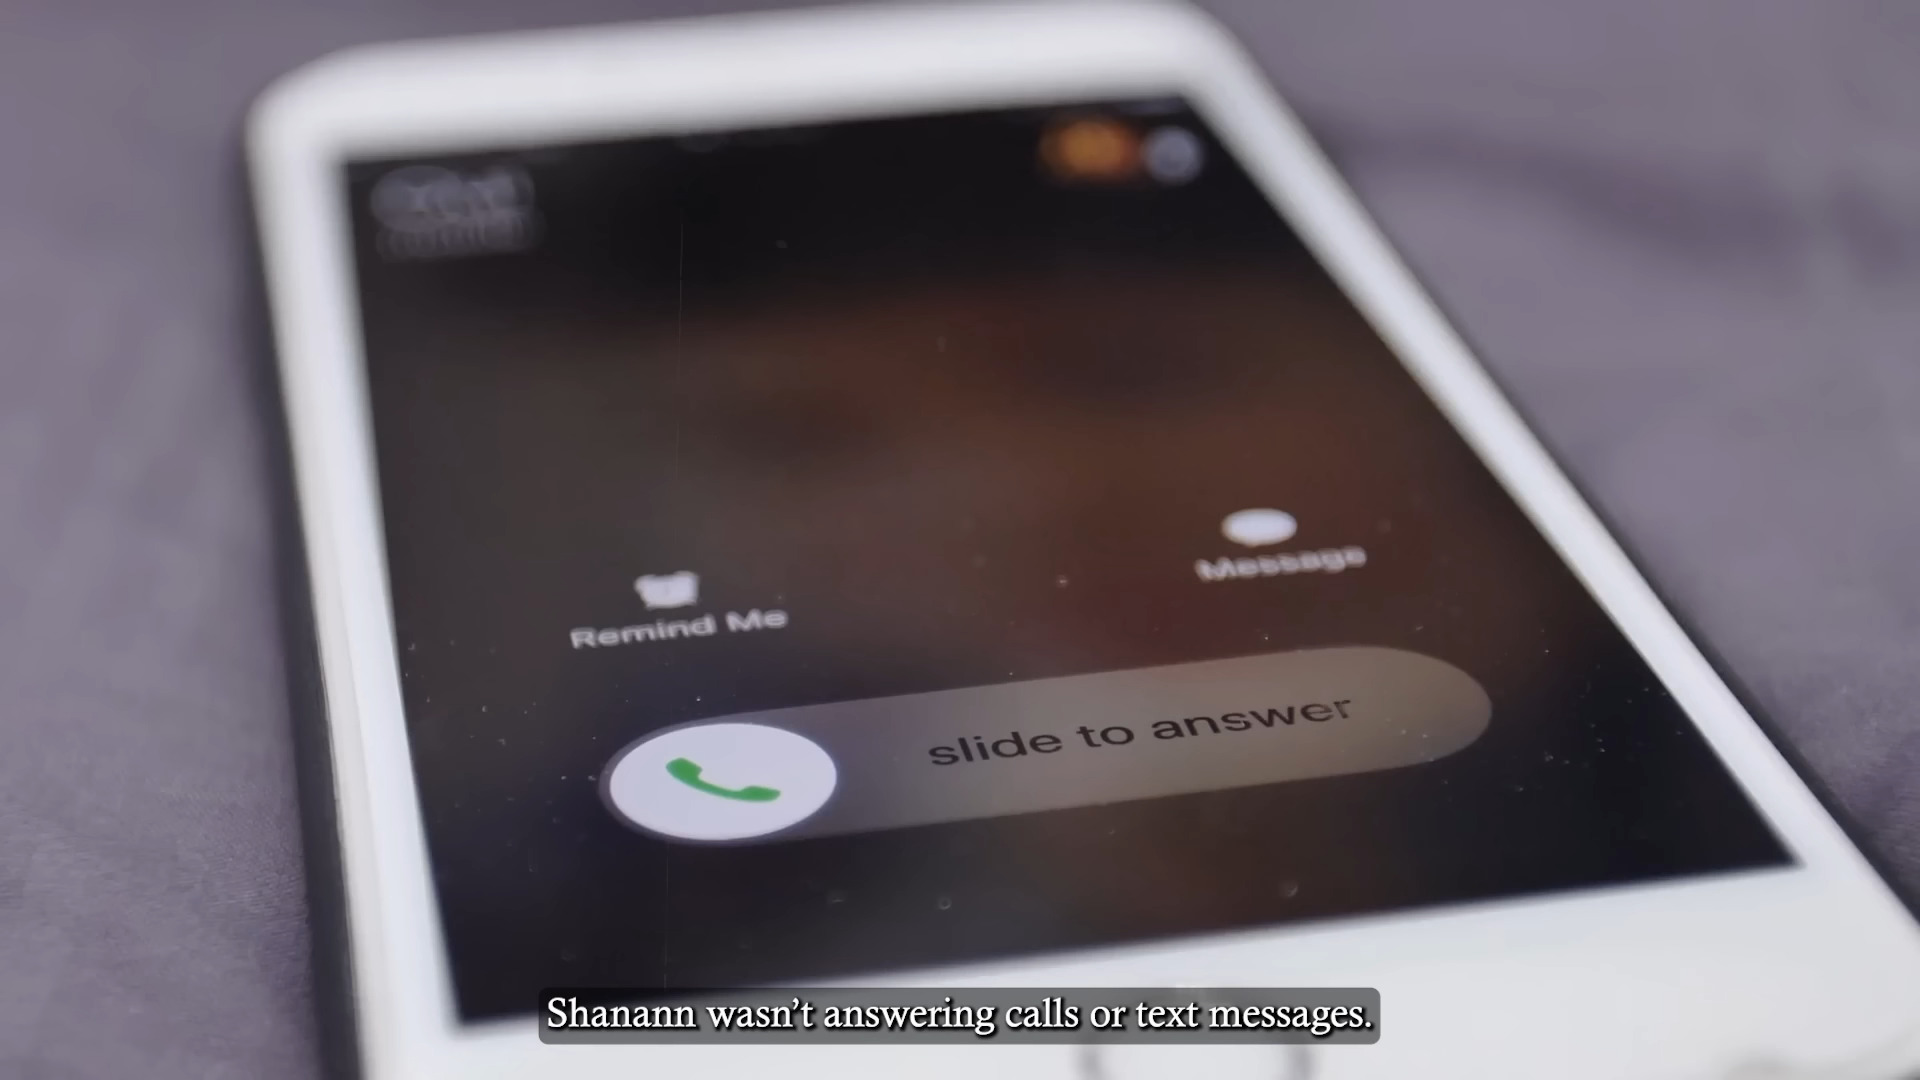 Remind Me
Message
slide to answer
Shanann wasn't answering calls or text messages.